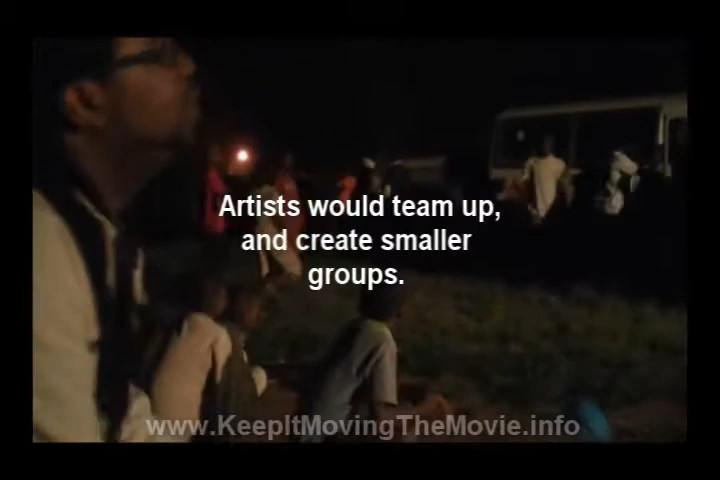 Artists would team up,
and create smaller
groups.
www.KeepItMovingTheMovie.info